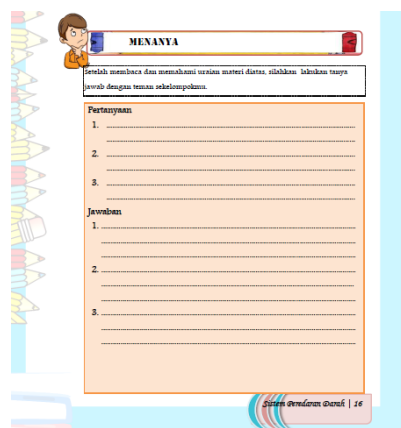 MENANYA
Setelah membaca dan memahami uraian materi diatas, silahkan lakukan tanya
jawab dengan teman sekelompokmu.
Pertanyaan
1. ........................................................................
........................................................................
2. ........................................................................
........................................................................
3. ........................................................................
........................................................................
Jawaban
1. ........................................................................
........................................................................
........................................................................
2. ........................................................................
........................................................................
........................................................................
3. ........................................................................
........................................................................
........................................................................
Sistem Peredaran Darah | 16